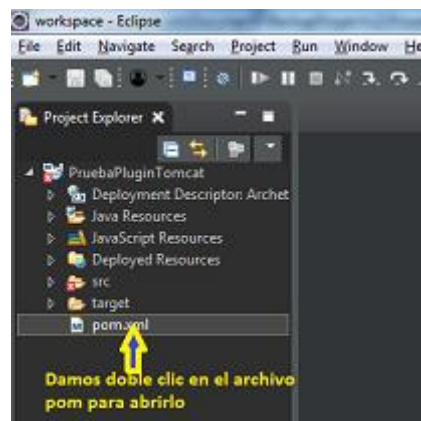 workspace - Eclipse
File Edit Navigate Search Project Run Window He
Project Explorer
PruebaPluginTomcat
Deployment Descriptor: Archet
Java Resources
JavaScript Resources
Deployed Resources
src
target
pom.xml
Damos doble clic en el archivo
pom para abrirlo